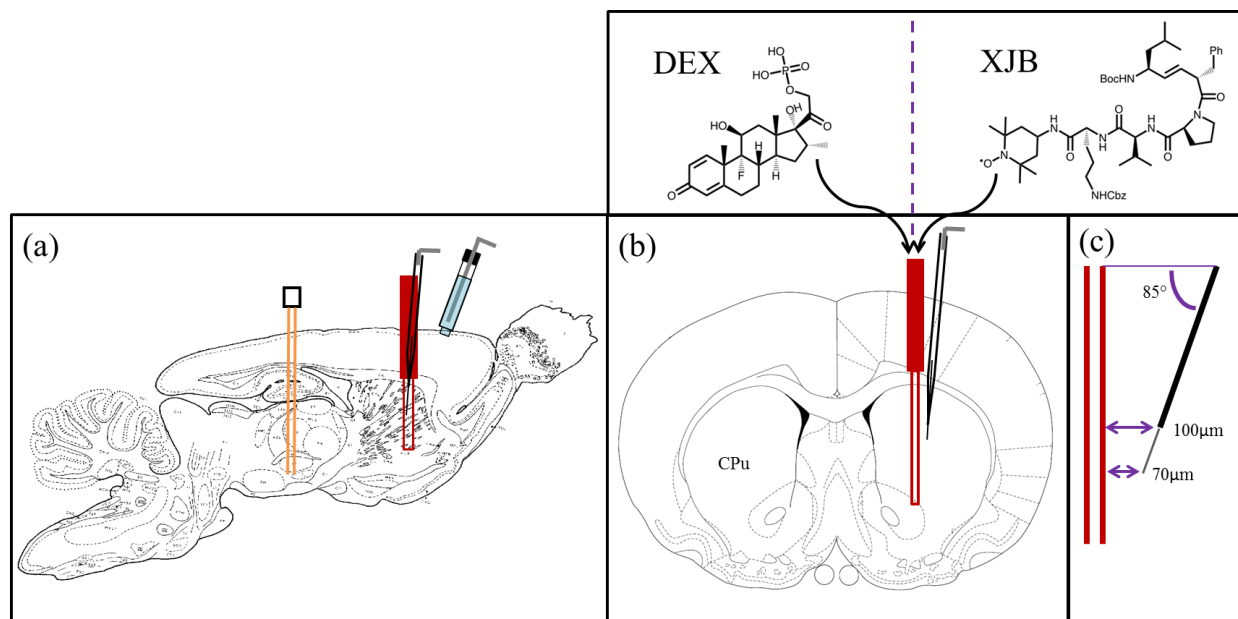 DEX
XJB
HO
O
P
HO
O
O
OH
HO
O
F
H
H
O
Ph
BocHN
O
N
H
N
O
H
N
O
N
H
O
N
•O
NHCbz
(a)
(b)
(c)
85°
CPu
100µm
70µm